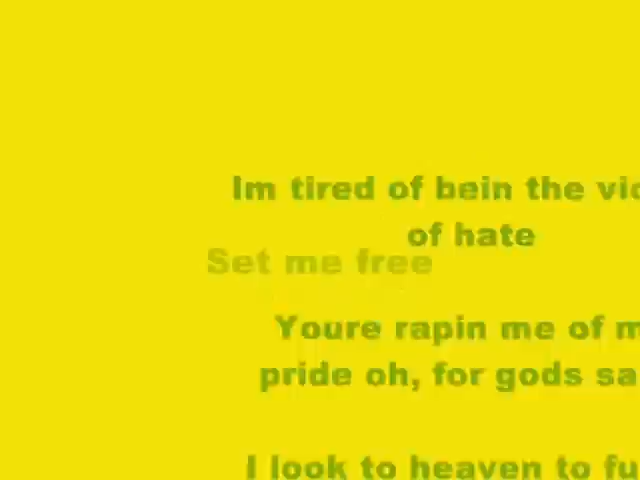 Im tired of bein the vic
of hate
Set me free
Youre rapin me of m
pride oh, for gods sa
I look to heaven to fu